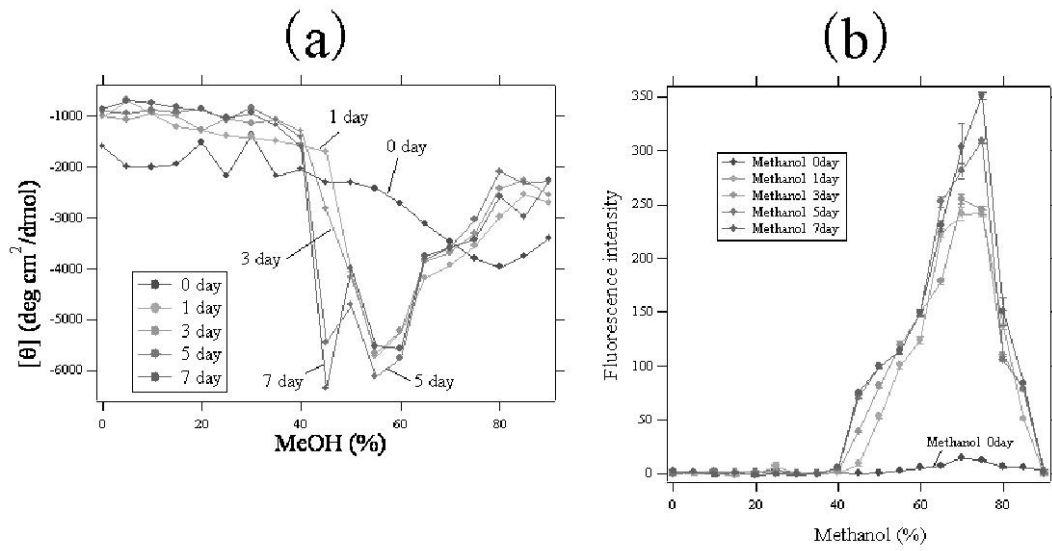 (a)
[θ] (deg cm2/dmol)
-1000
-2000
-3000
-4000
-5000
-6000
1 day
0 day
3 day
7 day
5 day
0 day
1 day
3 day
5 day
7 day
0
20
40
60
80
MeOH (%)
(b)
Fluorescence intensity
350
300
250
200
150
100
50
0
Methanol 0day
Methanol 1day
Methanol 3day
Methanol 5day
Methanol 7day
Methanol 0day
0
20
40
60
80
Methanol (%)